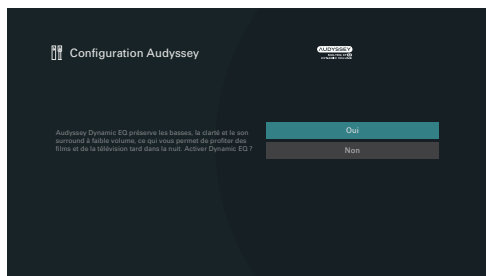 Configuration Audyssey
AUDYSSEY
DYNAMIC VOLUME
Audyssey Dynamic EQ préserve les basses, la clarté et le son
surround à faible volume, ce qui vous permet de profiter des
films et de la télévision tard dans la nuit. Activer Dynamic EQ ?
Oui
Non